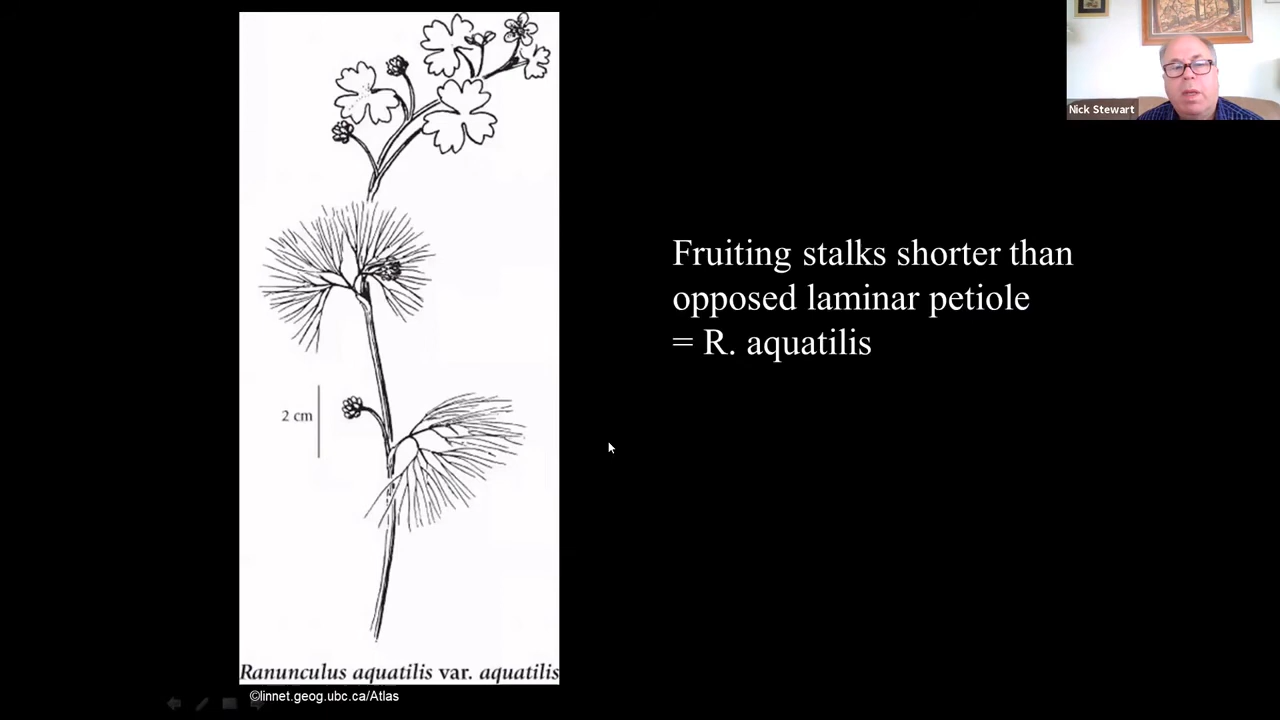 Nick Stewart
Fruiting stalks shorter than
opposed laminar petiole
= R. aquatilis
2 cm
Ranunculus aquatilis var. aquatilis
©linnet.geog.ubc.ca/Atlas